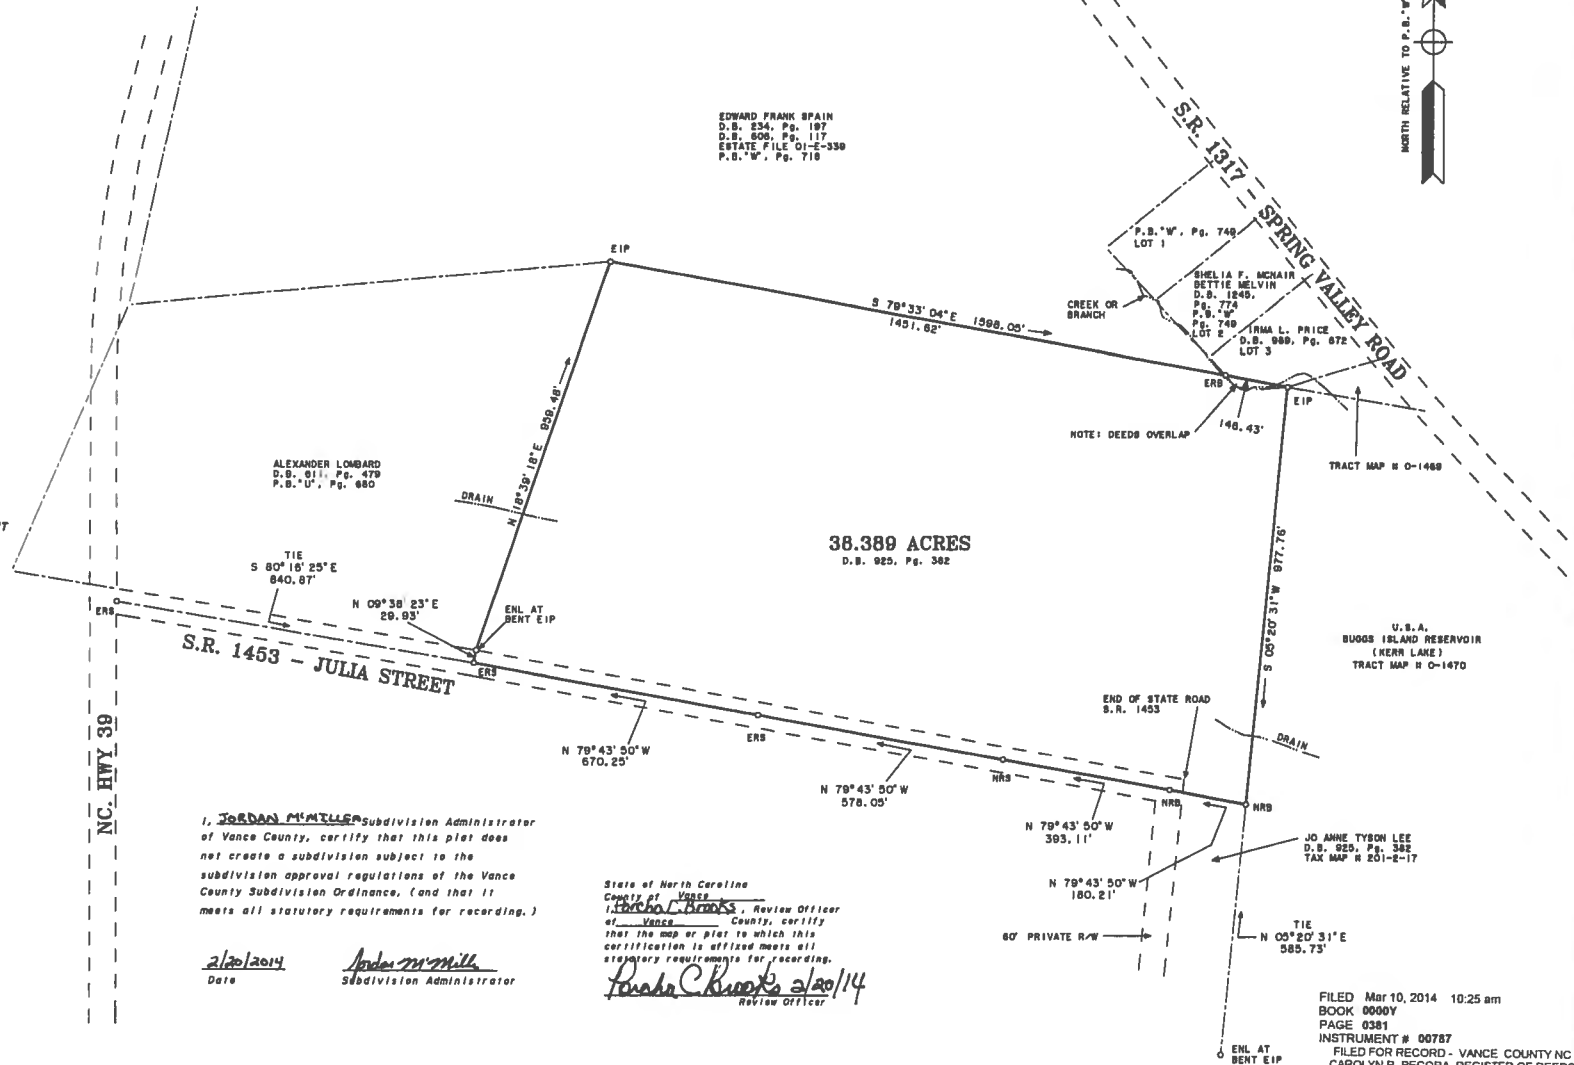 NORTH RELATIVE TO P.B."W"
EDWARD FRANK SPAIN
D.B. 234, Pg. 197
D.B. 606, Pg. 117
ESTATE FILE 01-E-339
P.B."W", Pg. 718
S.R. 1317 - SPRING VALLEY ROAD
P.B."W", Pg. 749
LOT 1
SHELIA F. MCNAIR
BETTIE MELVIN
D.B. 1245,
Pg. 774
P.B."W"
Pg. 749
LOT 2
IRMA L. PRICE
D.B. 989, Pg. 672
LOT 3
CREEK OR
BRANCH
EIP
S 79°33'04"E 1598.05'
1451.62'
ERB
EIP
146.43'
NOTE: DEEDS OVERLAP
TRACT MAP # O-1469
N 18°39'18"E 959.48'
ALEXANDER LOMBARD
D.B. 611, Pg. 479
P.B."U", Pg. 660
DRAIN
38.389 ACRES
D.B. 925, Pg. 382
S 05°20'31"W 977.76'
U.S.A.
BUGGS ISLAND RESERVOIR
(KERR LAKE)
TRACT MAP # O-1470
TIE
S 80°16'25"E
840.87'
ERS
N 09°38'23"E
29.93'
ENL AT
BENT EIP
ERS
S.R. 1453 - JULIA STREET
NC. HWY 39
N 79°43'50"W
670.25'
ERS
N 79°43'50"W
578.05'
NRS
END OF STATE ROAD
S.R. 1453
DRAIN
NRB
NRB
N 79°43'50"W
393.11'
N 79°43'50"W
180.21'
JO ANNE TYSON LEE
D.B. 925, Pg. 382
TAX MAP # 201-2-17
60' PRIVATE R/W
TIE
N 05°20'31"E
585.73'
ENL AT
BENT EIP
I, JORDAN McMILLEN Subdivision Administrator
of Vance County, certify that this plat does
not create a subdivision subject to the
subdivision approval regulations of the Vance
County Subdivision Ordinance, (and that it
meets all statutory requirements for recording.)
2/20/2014 Jordan McMillen
Date Subdivision Administrator
State of North Carolina
County of Vance
I, Porcha C. Brooks, Review Officer
of Vance County, certify
that the map or plat to which this
certification is affixed meets all
statutory requirements for recording.
Porcha C. Brooks 2/20/14
Review Officer
FILED Mar 10, 2014 10:25 am
BOOK 0000Y
PAGE 0381
INSTRUMENT # 00787
FILED FOR RECORD - VANCE COUNTY NC